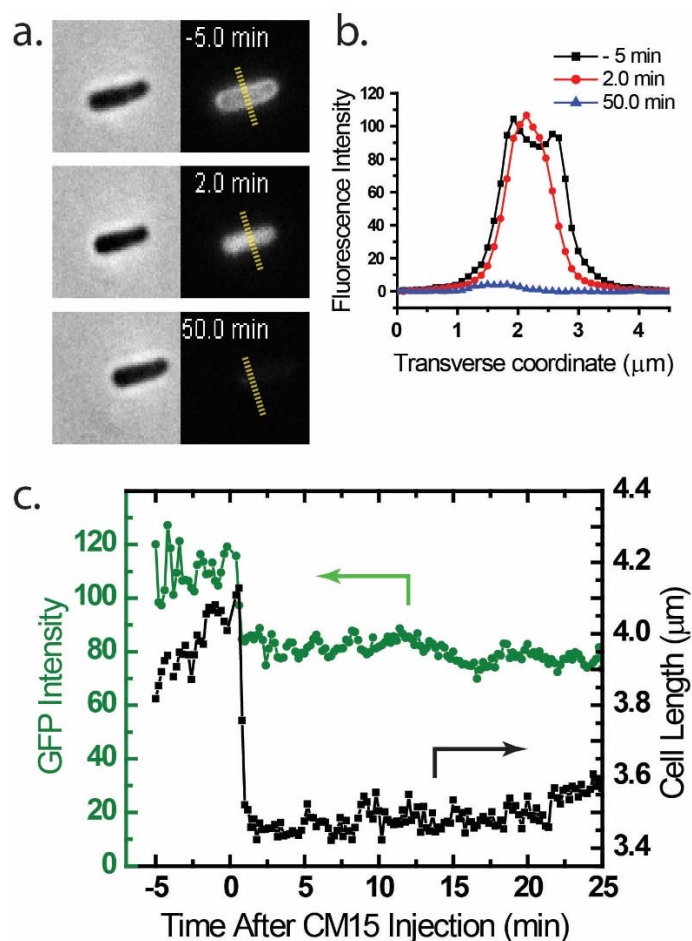 a.
-5.0 min
2.0 min
50.0 min
b.
- 5 min
2.0 min
50.0 min
120
100
80
60
40
20
0
Fluorescence Intensity
0 1 2 3 4
Transverse coordinate (μm)
c.
120
100
80
60
40
20
0
GFP Intensity
4.4
4.2
4.0
3.8
3.6
3.4
Cell Length (μm)
-5 0 5 10 15 20 25
Time After CM15 Injection (min)